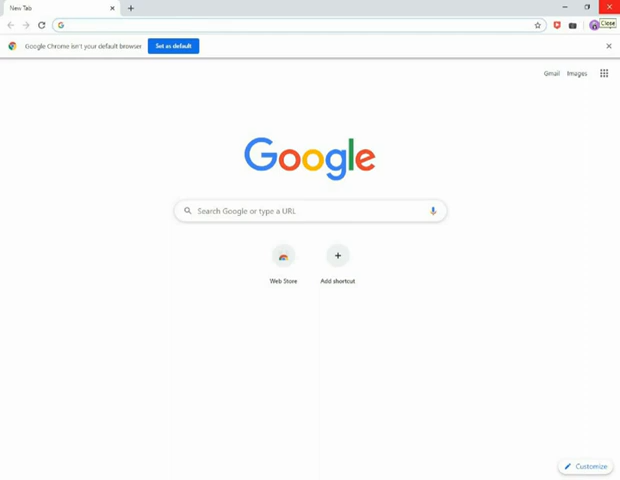 New Tab
Close
Google Chrome isn't your default browser
Set as default
Gmail Images
Google
Search Google or type a URL
Web Store
Add shortcut
Customize